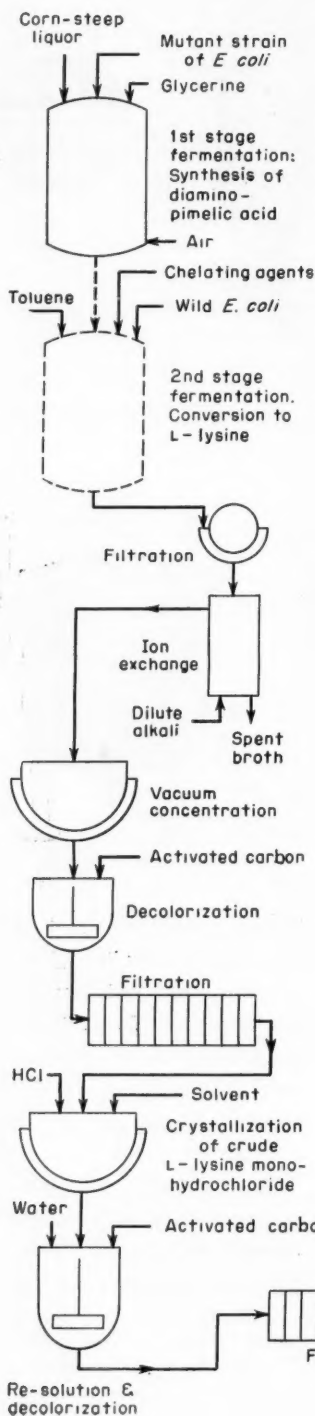 Corn-steep
liquor
Mutant strain
of E coli
Glycerine
1st stage
fermentation:
Synthesis of
diamino-
pimelic acid
Air
Chelating agents
Toluene
Wild E. coli
2nd stage
fermentation.
Conversion to
L-lysine
Filtration
Ion
exchange
Dilute
alkali
Spent
broth
Vacuum
concentration
Activated carbon
Decolorization
Filtration
HCl
Solvent
Crystallization
of crude
L-lysine mono-
hydrochloride
Water
Activated carbo
F
Re-solution &
decolorization